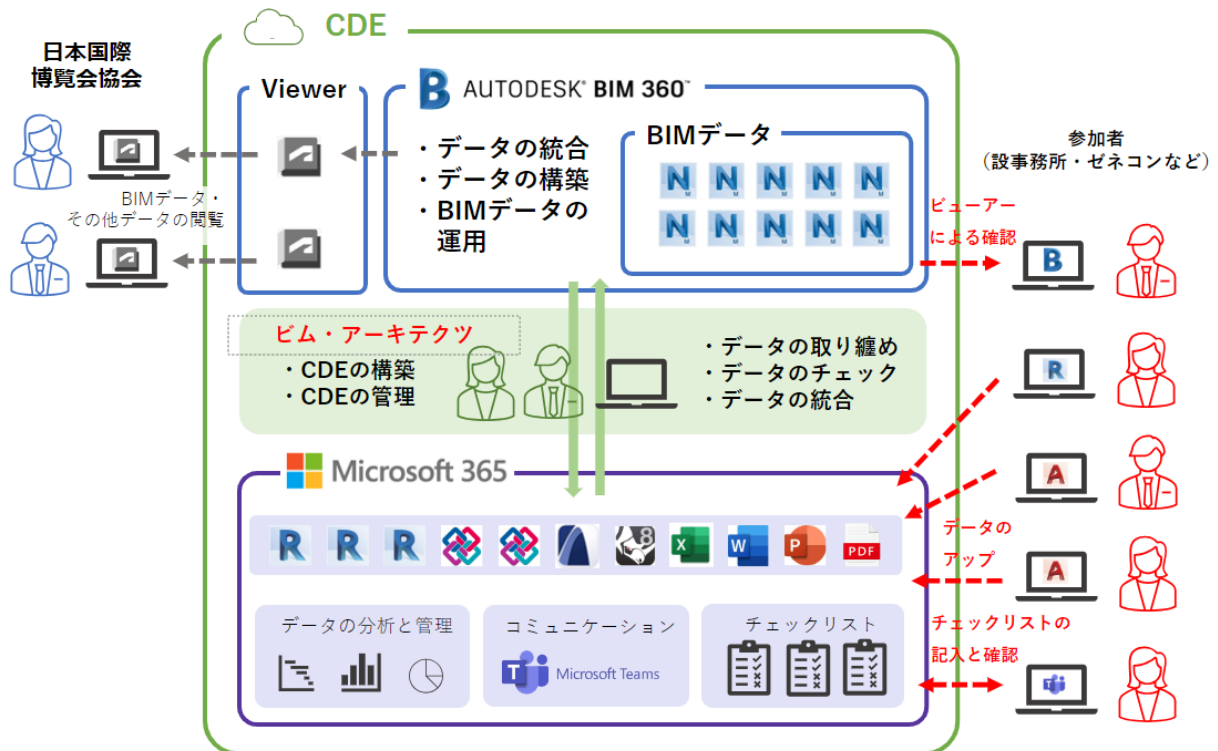 CDE
日本国際
博覧会協会
Viewer
AUTODESK® BIM 360™
・データの統合
・データの構築
・BIMデータの
運用
BIMデータ
N M N M N M N M N M
N M N M N M N M N M
BIMデータ・
その他データの閲覧
参加者
（設事務所・ゼネコンなど）
ビューアー
による確認
B
R
A
A
ビム・アーキテクツ
・CDEの構築
・CDEの管理
・データの取り纏め
・データのチェック
・データの統合
Microsoft 365
R R R 8 X W P PDF
データの
アップ
データの分析と管理
コミュニケーション
Microsoft Teams
チェックリスト
チェックリストの
記入と確認